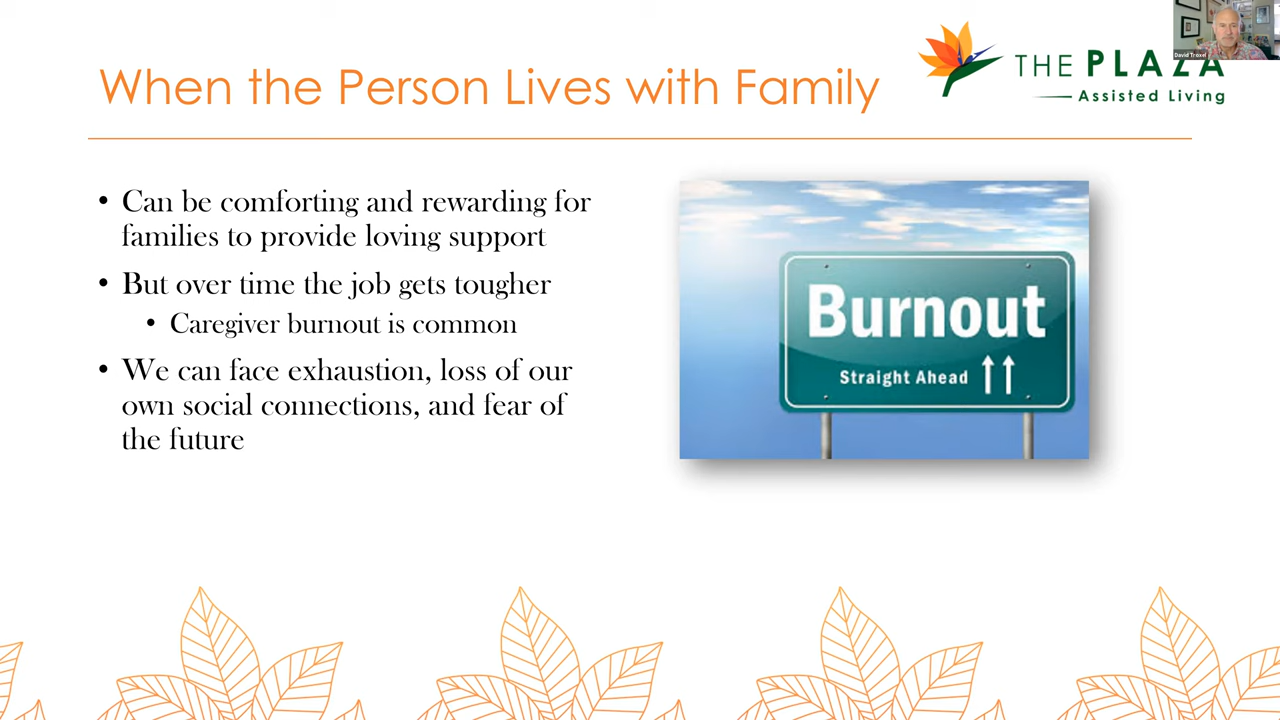 When the Person Lives with Family
David Troxel
THE PLAZA
Assisted Living
• Can be comforting and rewarding for
families to provide loving support
• But over time the job gets tougher
• Caregiver burnout is common
• We can face exhaustion, loss of our
own social connections, and fear of
the future
Burnout
Straight Ahead